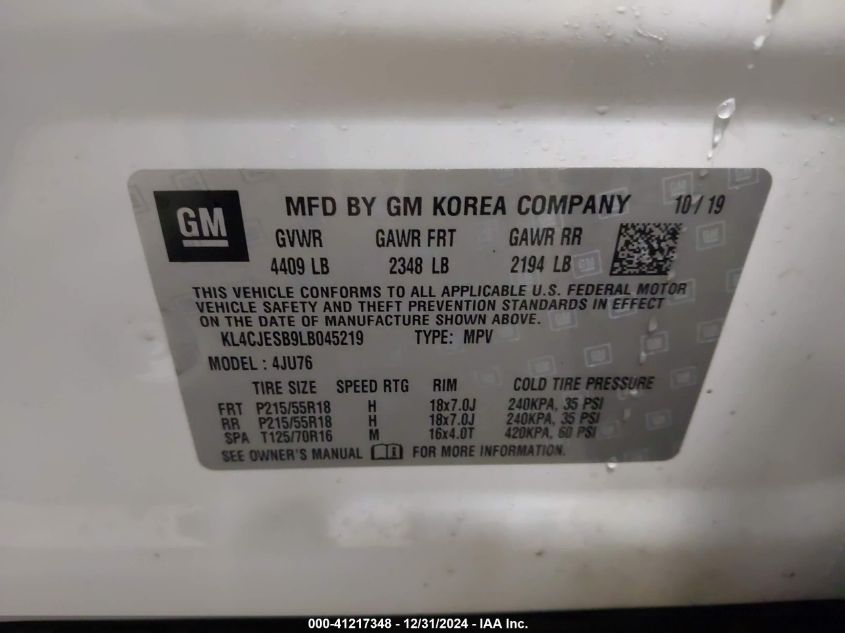 GM MFD BY GM KOREA COMPANY 10 / 19
GVWR GAWR FRT GAWR RR
4409 LB 2348 LB 2194 LB
THIS VEHICLE CONFORMS TO ALL APPLICABLE U.S. FEDERAL MOTOR
VEHICLE SAFETY AND THEFT PREVENTION STANDARDS IN EFFECT
ON THE DATE OF MANUFACTURE SHOWN ABOVE.
KL4CJESB9LB045219 TYPE: MPV
MODEL : 4JU76
TIRE SIZE SPEED RTG RIM COLD TIRE PRESSURE
FRT P215/55R18 H 18x7.0J 240KPA, 35 PSI
RR P215/55R18 H 18x7.0J 240KPA, 35 PSI
SPA T125/70R16 M 16x4.0T 420KPA, 60 PSI
SEE OWNER'S MANUAL i FOR MORE INFORMATION.
000-41217348 - 12/31/2024 - Copyright © IAA, Inc.